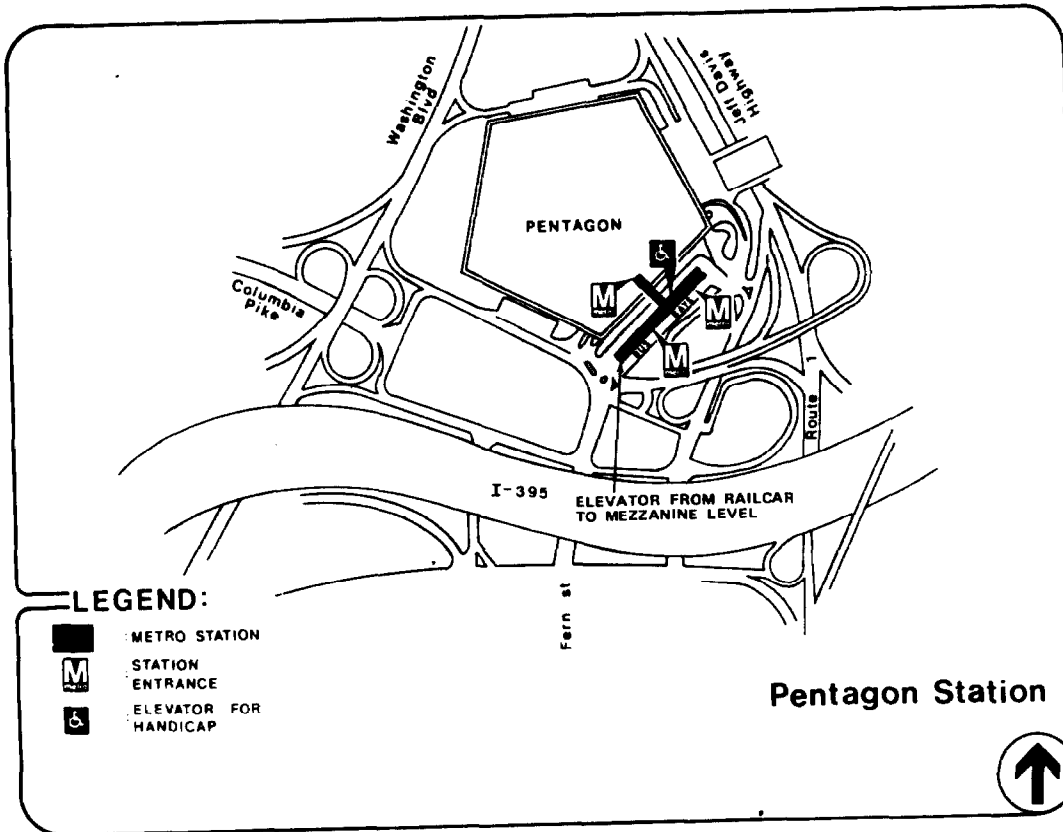 Washington
Blvd
Jeff Davis
Highway
PENTAGON
Columbia
Pike
M
M
M
BUS
Route 1
I-395
ELEVATOR FROM RAILCAR
TO MEZZANINE LEVEL
Fern st
LEGEND:
METRO STATION
M
STATION
ENTRANCE
ELEVATOR FOR
HANDICAP
Pentagon Station